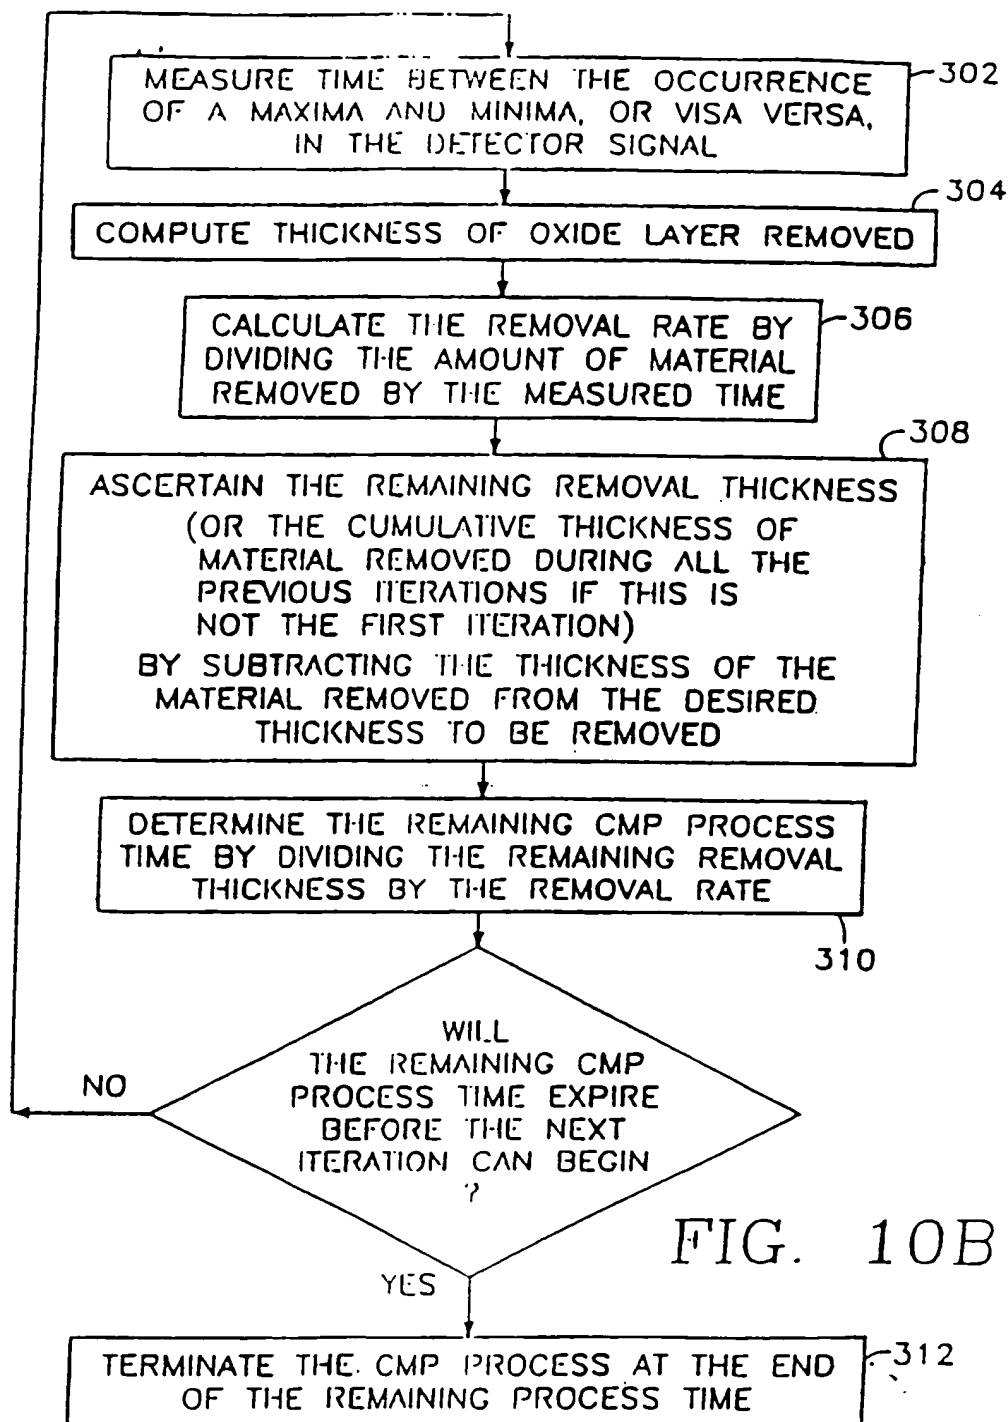 MEASURE TIME BETWEEN THE OCCURRENCE
OF A MAXIMA AND MINIMA, OR VISA VERSA,
IN THE DETECTOR SIGNAL
302
COMPUTE THICKNESS OF OXIDE LAYER REMOVED
304
CALCULATE THE REMOVAL RATE BY
DIVIDING THE AMOUNT OF MATERIAL
REMOVED BY THE MEASURED TIME
306
ASCERTAIN THE REMAINING REMOVAL THICKNESS
(OR THE CUMULATIVE THICKNESS OF
MATERIAL REMOVED DURING ALL THE
PREVIOUS ITERATIONS IF THIS IS
NOT THE FIRST ITERATION)
BY SUBTRACTING THE THICKNESS OF THE
MATERIAL REMOVED FROM THE DESIRED
THICKNESS TO BE REMOVED
308
DETERMINE THE REMAINING CMP PROCESS
TIME BY DIVIDING THE REMAINING REMOVAL
THICKNESS BY THE REMOVAL RATE
310
WILL
THE REMAINING CMP
PROCESS TIME EXPIRE
BEFORE THE NEXT
ITERATION CAN BEGIN
?
NO
YES
FIG. 10B
TERMINATE THE CMP PROCESS AT THE END
OF THE REMAINING PROCESS TIME
312